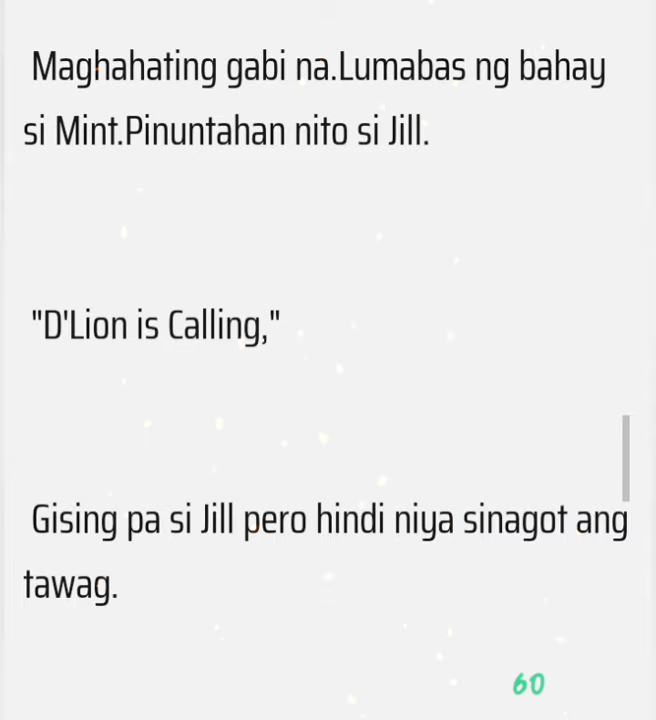 Maghahating gabi na.Lumabas ng bahay
si Mint.Pinuntahan nito si Jill.
"D'Lion is Calling,"
Gising pa si Jill pero hindi niya sinagot ang
tawag.
60